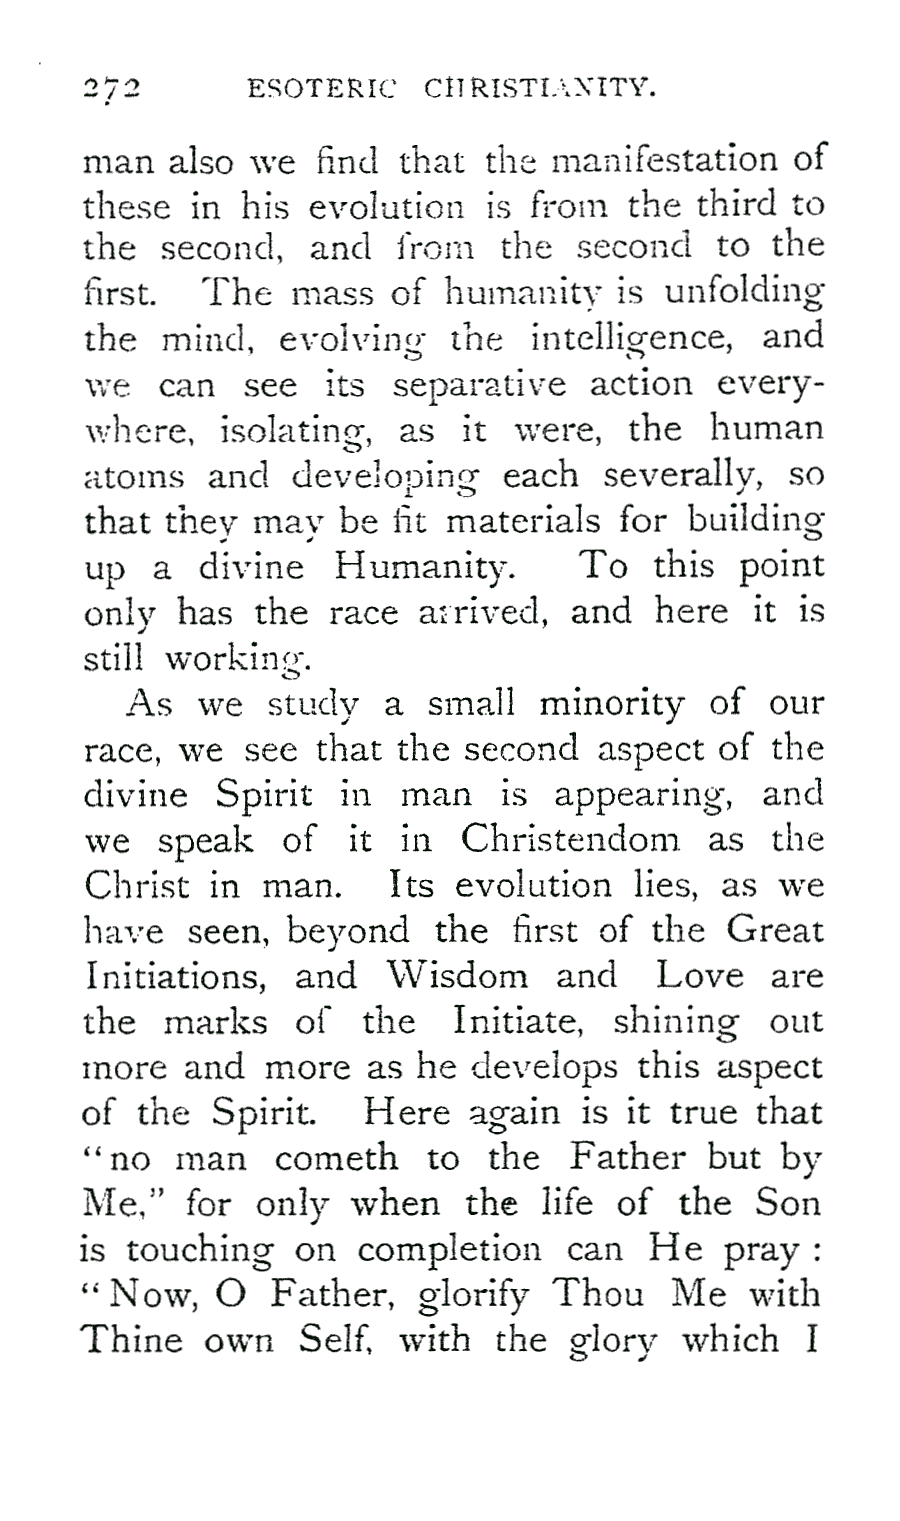 272 ESOTERIC CHRISTIANITY.
man also we find that the manifestation of
these in his evolution is from the third to
the second, and from the second to the
first. The mass of humanity is unfolding
the mind, evolving the intelligence, and
we can see its separative action every-
where, isolating, as it were, the human
atoms and developing each severally, so
that they may be fit materials for building
up a divine Humanity. To this point
only has the race arrived, and here it is
still working.
As we study a small minority of our
race, we see that the second aspect of the
divine Spirit in man is appearing, and
we speak of it in Christendom as the
Christ in man. Its evolution lies, as we
have seen, beyond the first of the Great
Initiations, and Wisdom and Love are
the marks of the Initiate, shining out
more and more as he develops this aspect
of the Spirit. Here again is it true that
“no man cometh to the Father but by
Me,” for only when the life of the Son
is touching on completion can He pray :
“Now, O Father, glorify Thou Me with
Thine own Self, with the glory which I